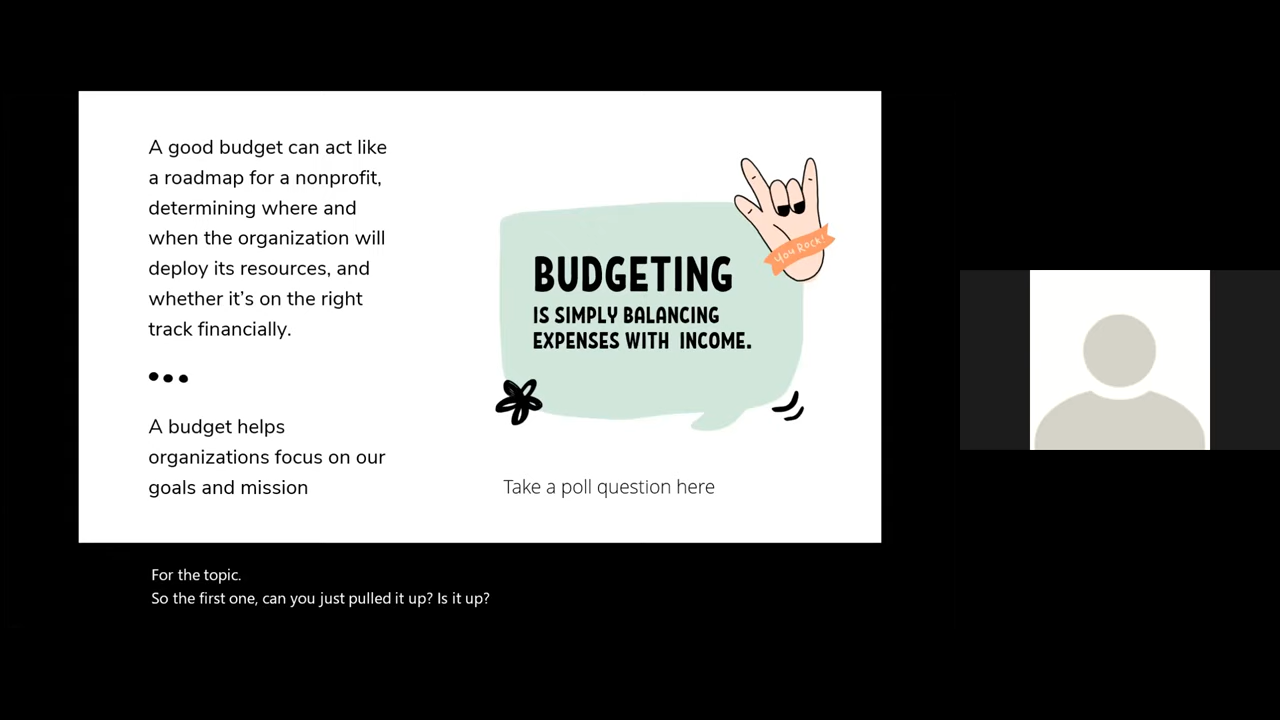 A good budget can act like
a roadmap for a nonprofit,
determining where and
when the organization will
deploy its resources, and
whether it’s on the right
track financially.
A budget helps
organizations focus on our
goals and mission
You Rock!
BUDGETING
IS SIMPLY BALANCING
EXPENSES WITH INCOME.
Take a poll question here
For the topic.
So the first one, can you just pulled it up? Is it up?